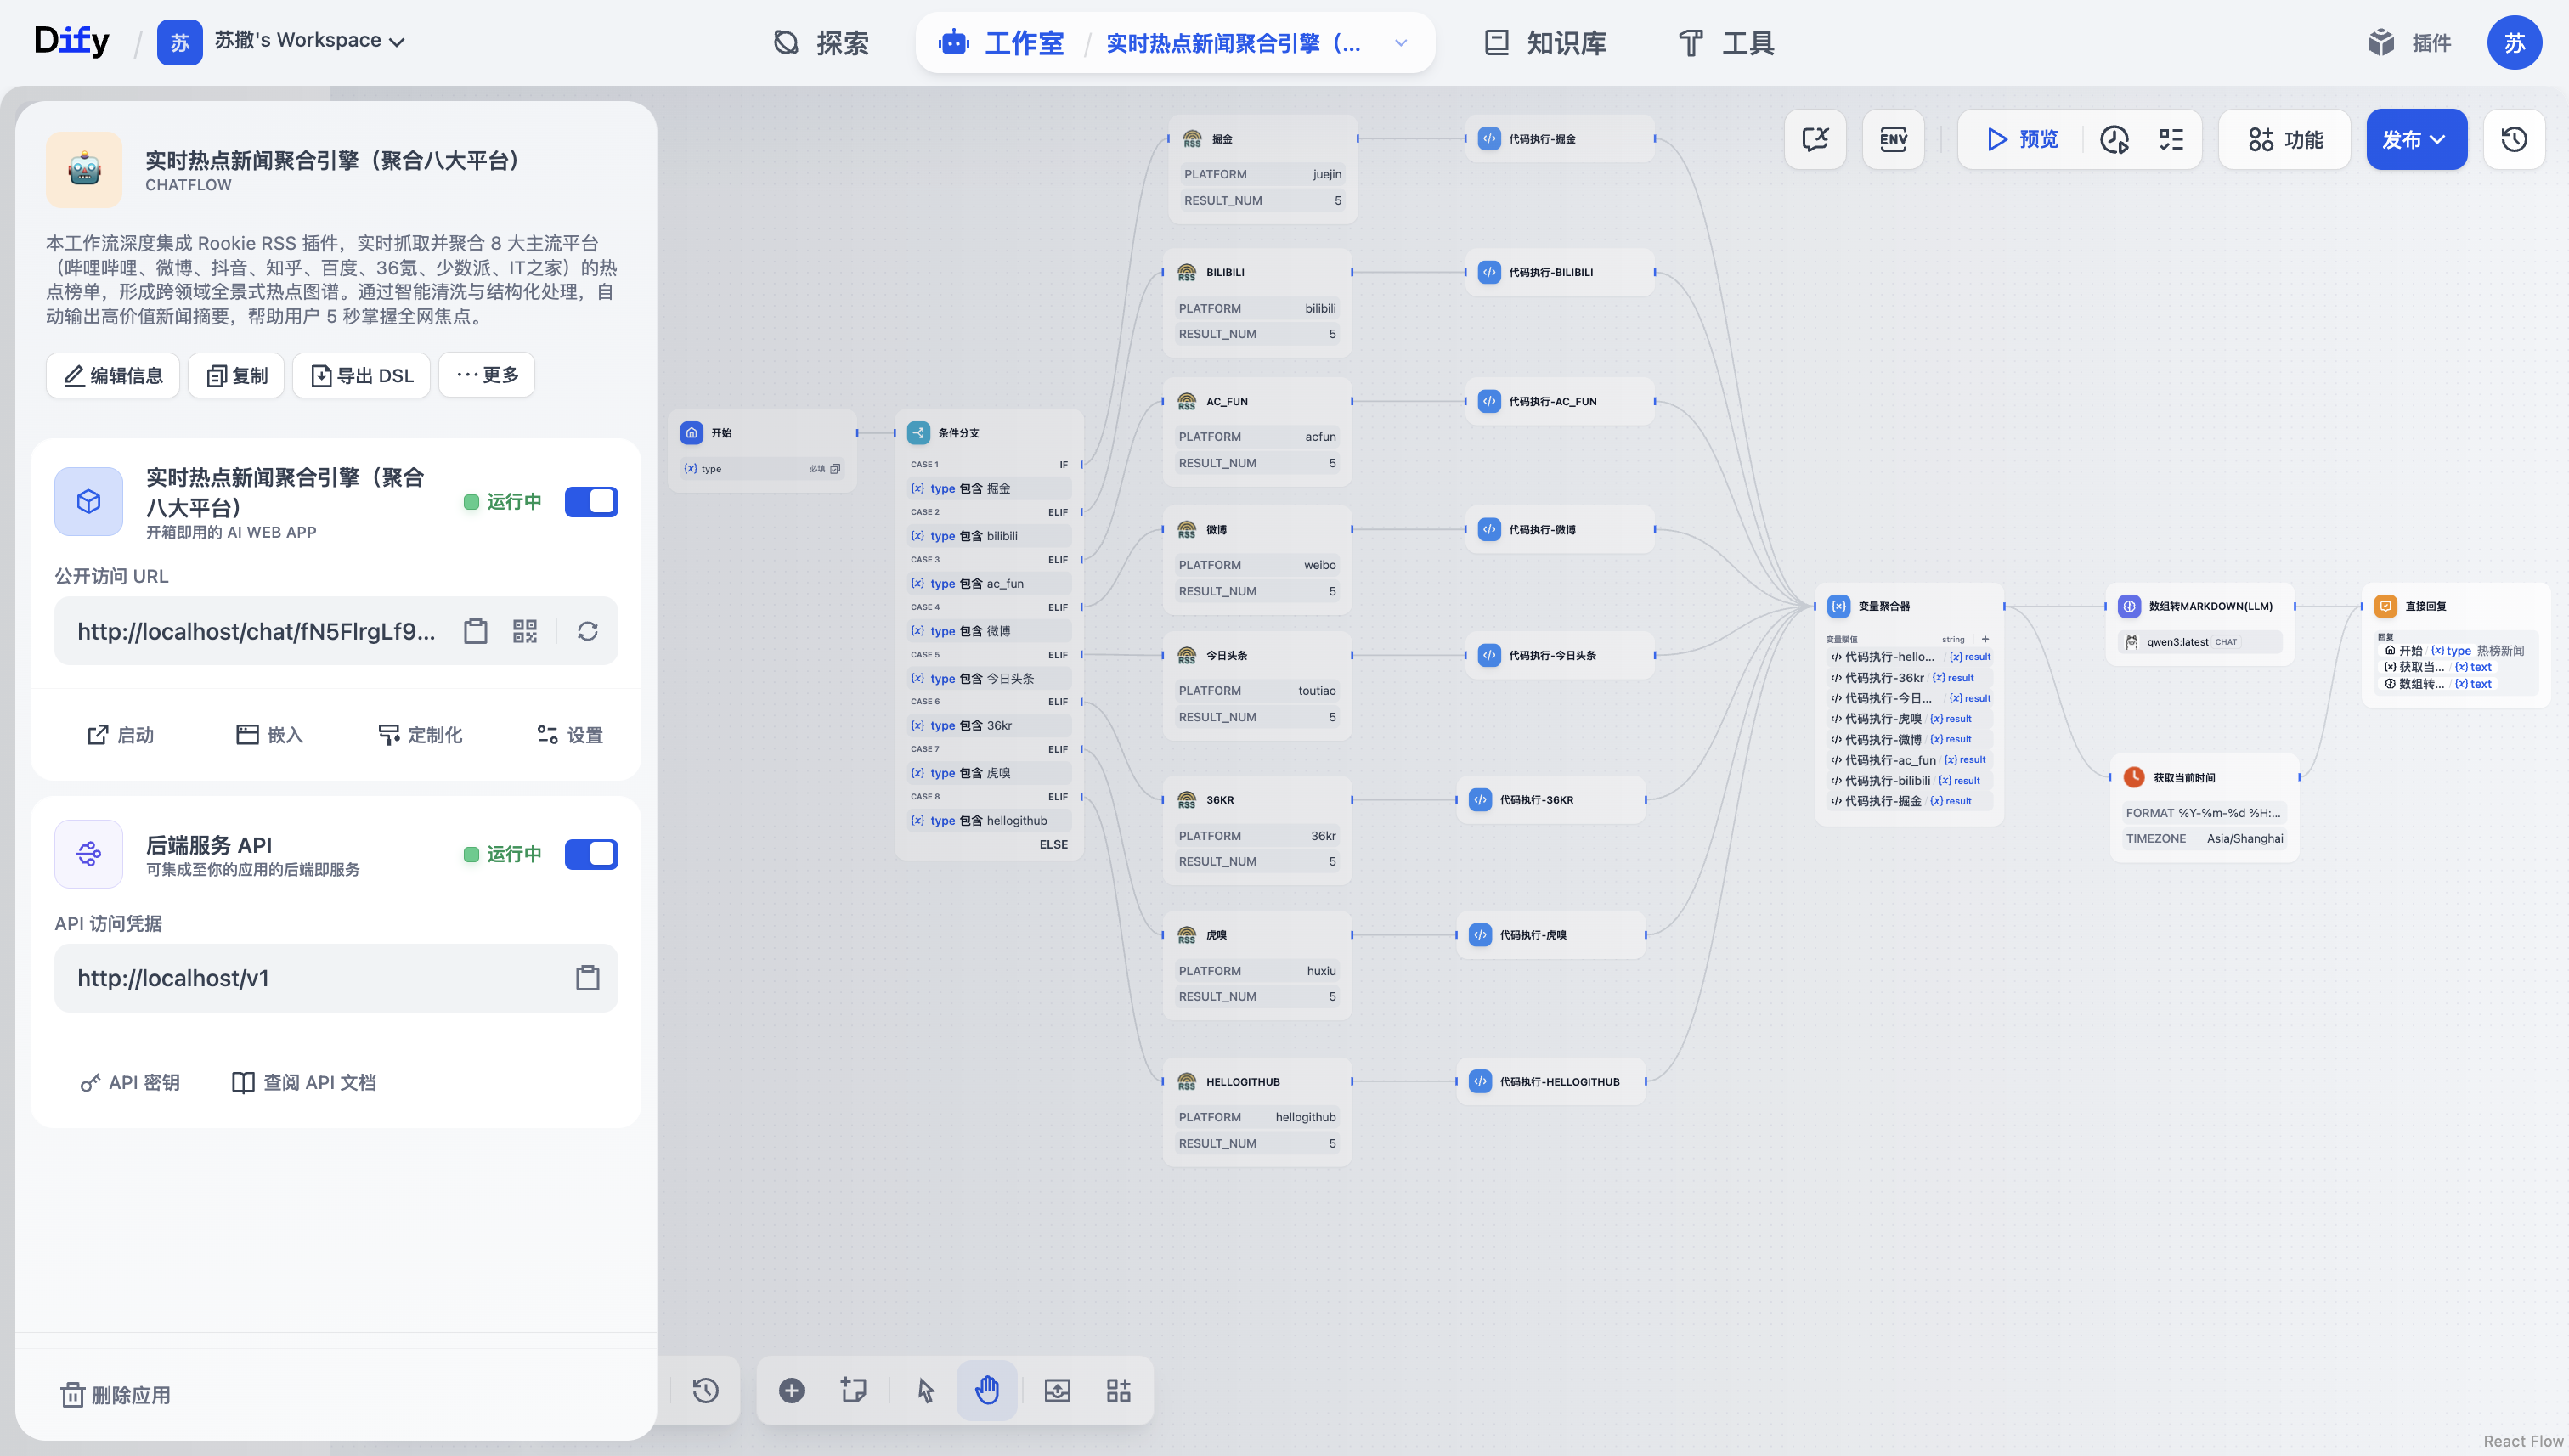 Dify
/
苏
苏撒's Workspace
探索
工作室
/
实时热点新闻聚合引擎（...
知识库
工具
插件
苏
实时热点新闻聚合引擎（聚合八大平台）
CHATFLOW
本工作流深度集成 Rookie RSS 插件，实时抓取并聚合 8 大主流平台
（哔哩哔哩、微博、抖音、知乎、百度、36氪、少数派、IT之家）的热
点榜单，形成跨领域全景式热点图谱。通过智能清洗与结构化处理，自
动输出高价值新闻摘要，帮助用户 5 秒掌握全网焦点。
编辑信息
复制
导出 DSL
···更多
实时热点新闻聚合引擎（聚合
八大平台）
开箱即用的 AI WEB APP
运行中
公开访问 URL
http://localhost/chat/fN5FlrgLf9...
启动
嵌入
定制化
设置
后端服务 API
可集成至你的应用的后端即服务
运行中
API 访问凭据
http://localhost/v1
API 密钥
查阅 API 文档
删除应用
ENV
预览
功能
发布
开始
{x} type
必填
条件分支
CASE 1 IF
{x} type 包含 掘金
CASE 2 ELIF
{x} type 包含 bilibili
CASE 3 ELIF
{x} type 包含 ac_fun
CASE 4 ELIF
{x} type 包含 微博
CASE 5 ELIF
{x} type 包含 今日头条
CASE 6 ELIF
{x} type 包含 36kr
CASE 7 ELIF
{x} type 包含 虎嗅
CASE 8 ELIF
{x} type 包含 hellogithub
ELSE
RSS 掘金
PLATFORM juejin
RESULT_NUM 5
代码执行-掘金
RSS BILIBILI
PLATFORM bilibili
RESULT_NUM 5
代码执行-BILIBILI
RSS AC_FUN
PLATFORM acfun
RESULT_NUM 5
代码执行-AC_FUN
RSS 微博
PLATFORM weibo
RESULT_NUM 5
代码执行-微博
RSS 今日头条
PLATFORM toutiao
RESULT_NUM 5
代码执行-今日头条
RSS 36KR
PLATFORM 36kr
RESULT_NUM 5
代码执行-36KR
RSS 虎嗅
PLATFORM huxiu
RESULT_NUM 5
代码执行-虎嗅
RSS HELLOGITHUB
PLATFORM hellogithub
RESULT_NUM 5
代码执行-HELLOGITHUB
变量聚合器
变量赋值 string +
代码执行-hello... / {x} result
代码执行-36kr / {x} result
代码执行-今日... / {x} result
代码执行-虎嗅 / {x} result
代码执行-微博 / {x} result
代码执行-ac_fun / {x} result
代码执行-bilibili / {x} result
代码执行-掘金 / {x} result
数组转MARKDOWN(LLM)
qwen3:latest CHAT
获取当前时间
FORMAT %Y-%m-%d %H:...
TIMEZONE Asia/Shanghai
直接回复
回复
开始 / {x} type 热榜新闻
获取当... / {x} text
数组转... / {x} text
React Flow